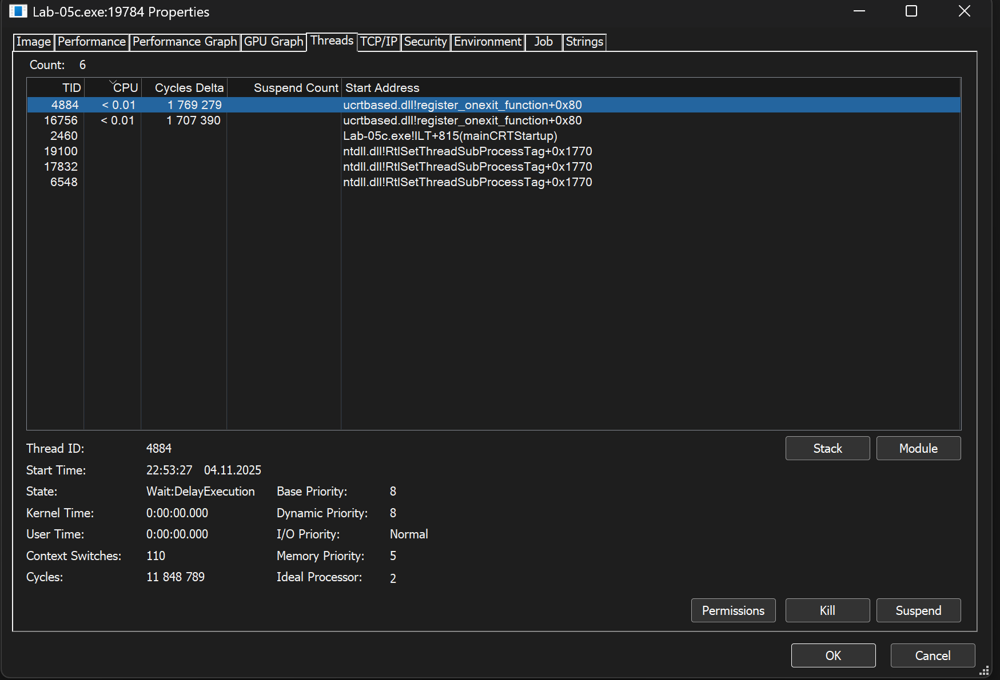 Lab-05c.exe:19784 Properties
Image Performance Performance Graph GPU Graph Threads TCP/IP Security Environment Job Strings
Count: 6
TID CPU Cycles Delta Suspend Count Start Address
4884 < 0.01 1 769 279 ucrtbased.dll!register_onexit_function+0x80
16756 < 0.01 1 707 390 ucrtbased.dll!register_onexit_function+0x80
2460 Lab-05c.exe!ILT+815(mainCRTStartup)
19100 ntdll.dll!RtlSetThreadSubProcessTag+0x1770
17832 ntdll.dll!RtlSetThreadSubProcessTag+0x1770
6548 ntdll.dll!RtlSetThreadSubProcessTag+0x1770
Thread ID: 4884 Stack Module
Start Time: 22:53:27 04.11.2025
State: Wait:DelayExecution Base Priority: 8
Kernel Time: 0:00:00.000 Dynamic Priority: 8
User Time: 0:00:00.000 I/O Priority: Normal
Context Switches: 110 Memory Priority: 5
Cycles: 11 848 789 Ideal Processor: 2
Permissions Kill Suspend
OK Cancel